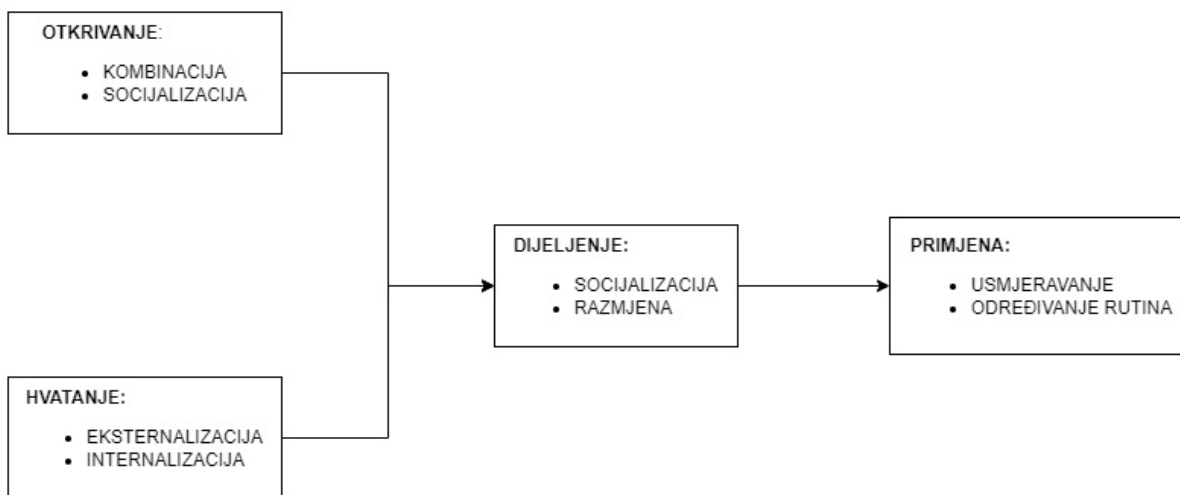 OTKRIVANJE:
• KOMBINACIJA
• SOCIJALIZACIJA
HVATANJE:
• EKSTERNALIZACIJA
• INTERNALIZACIJA
DIJELJENJE:
• SOCIJALIZACIJA
• RAZMJENA
PRIMJENA:
• USMJERAVANJE
• ODREĐIVANJE RUTINA